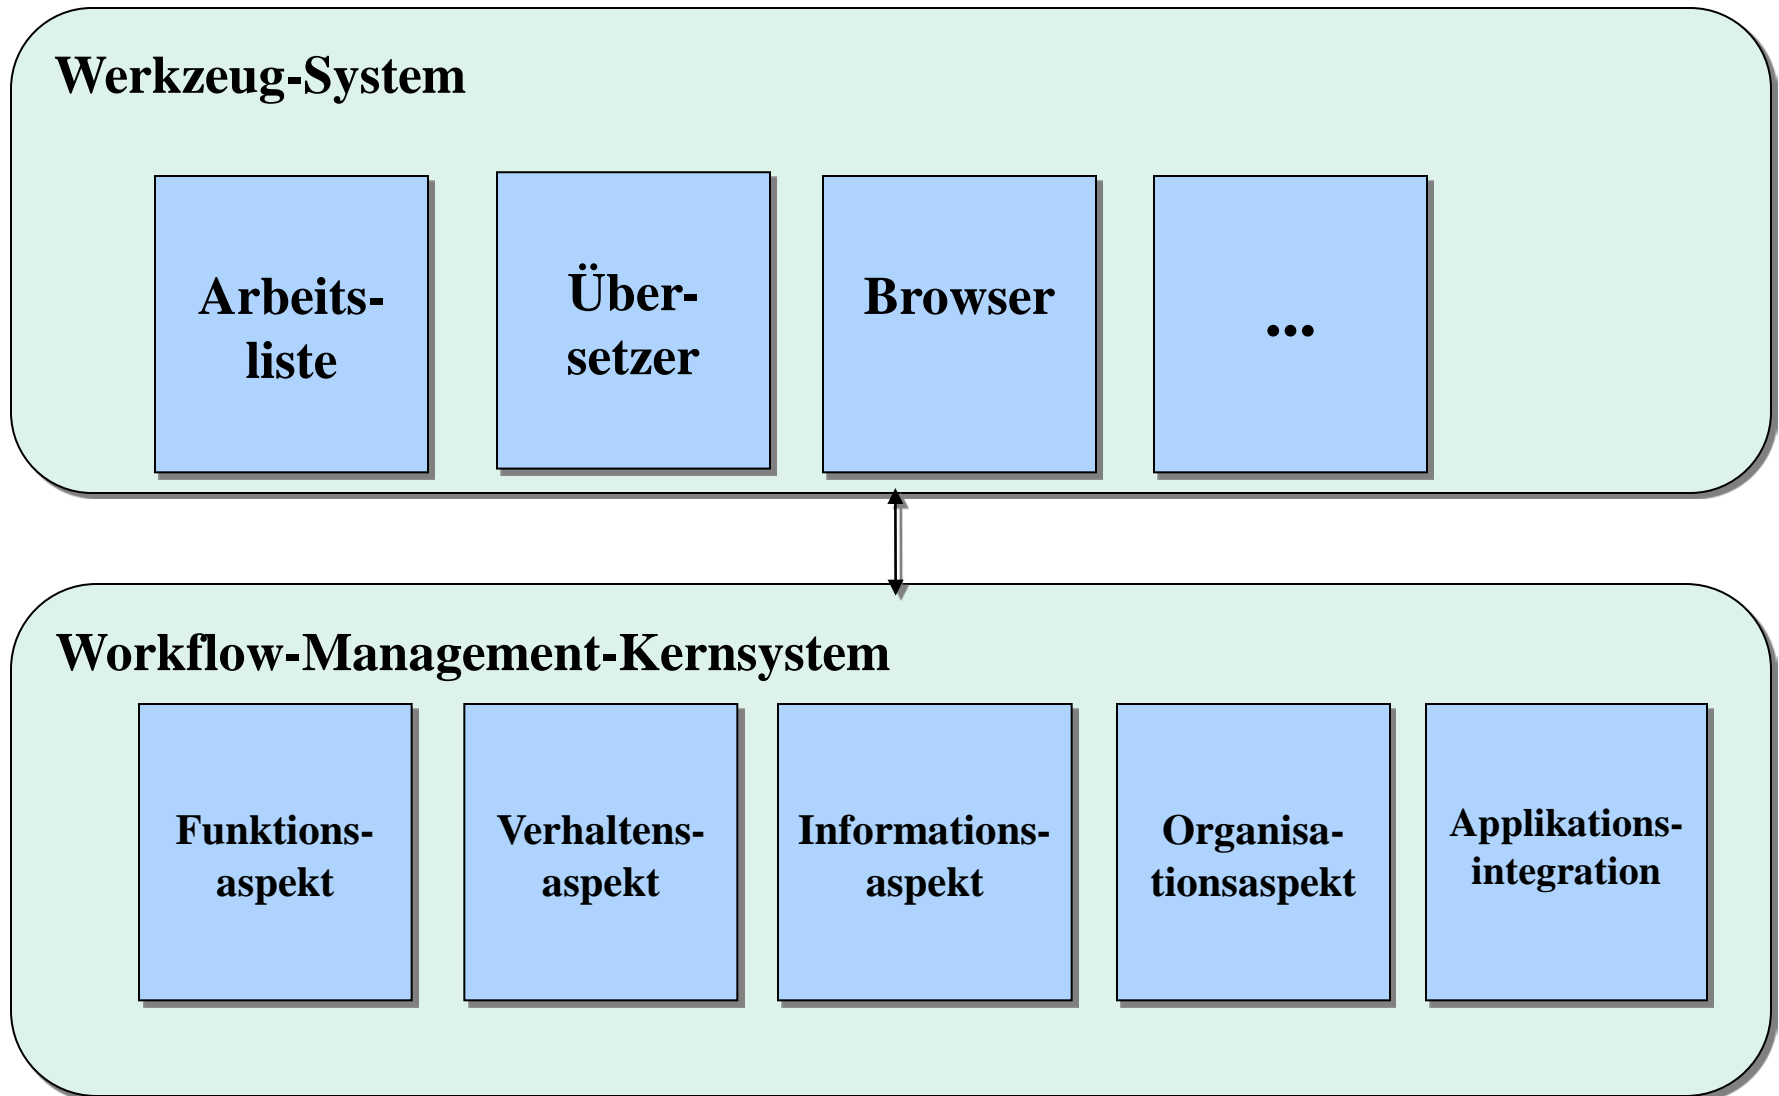 Werkzeug-System
Arbeits-
liste
Über-
setzer
Browser
...
Workflow-Management-Kernsystem
Funktions-
aspekt
Verhaltens-
aspekt
Informations-
aspekt
Organisa-
tionsaspekt
Applikations-
integration